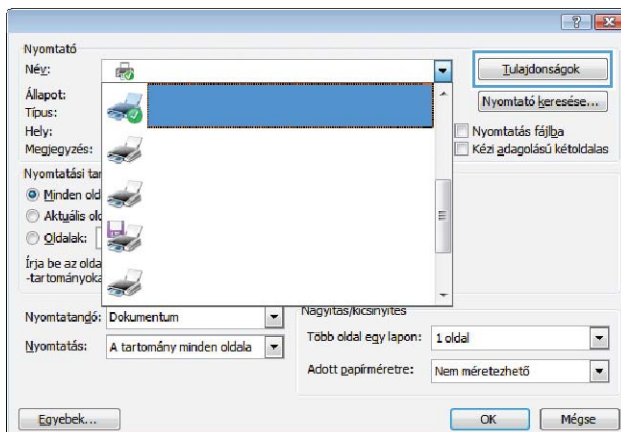 Nyomtató
Név:
Tulajdonságok
Állapot:
Nyomtató keresése...
Típus:
Hely:
Nyomtatás fájlba
Megjegyzés:
Kézi adagolású kétoldalas
Nyomtatási tar
Minden old
Aktuális old
Oldalak:
Írja be az olda
-tartományoka
Nyomtatandó: Dokumentum
Nagyítás/kicsinyítés
Több oldal egy lapon: 1 oldal
Nyomtatás: A tartomány minden oldala
Adott papírméretre: Nem méretezhető
Egyebek...
OK
Mégse